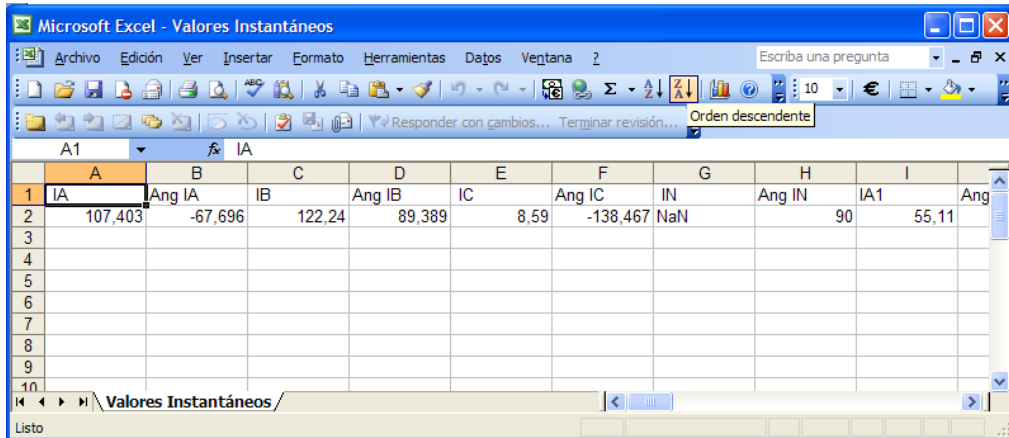 Microsoft Excel - Valores Instantáneos
Archivo Edición Ver Insertar Formato Herramientas Datos Ventana ? Escriba una pregunta
10 €
Responder con cambios... Terminar revisión...
Orden descendente
A1 fx IA
A B C D E F G H I
1 IA Ang IA IB Ang IB IC Ang IC IN Ang IN IA1 Ang
2 107,403 -67,696 122,24 89,389 8,59 -138,467 NaN 90 55,11
3
4
5
6
7
8
9
10
Valores Instantáneos
Listo